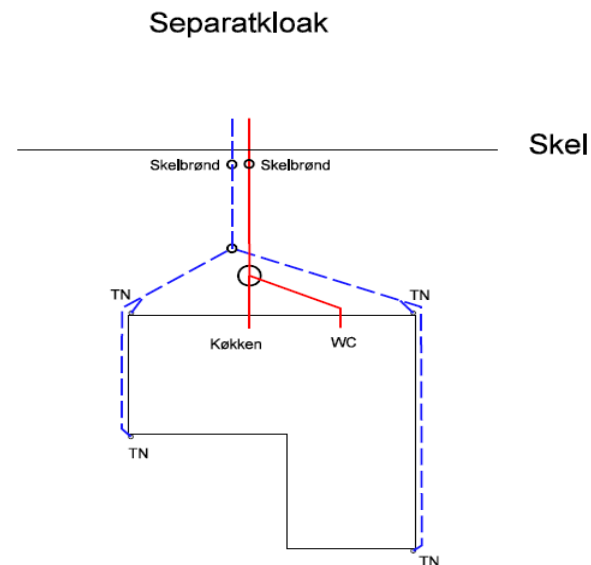 Separatkloak
Skel
Skelbrønd Skelbrønd
TN TN
Køkken WC
TN
TN